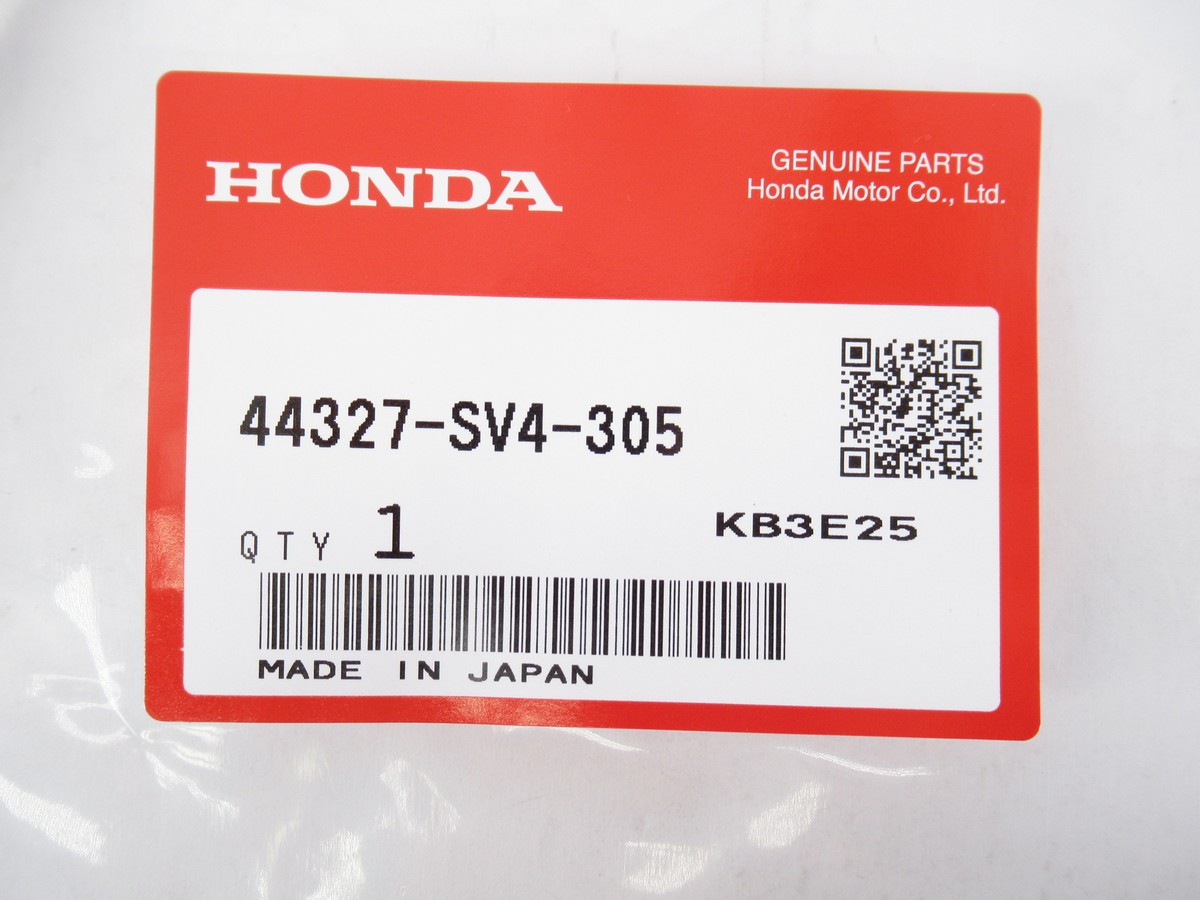 HONDA
GENUINE PARTS
Honda Motor Co., Ltd.
44327-SV4-305
QTY 1
KB3E25
MADE IN JAPAN